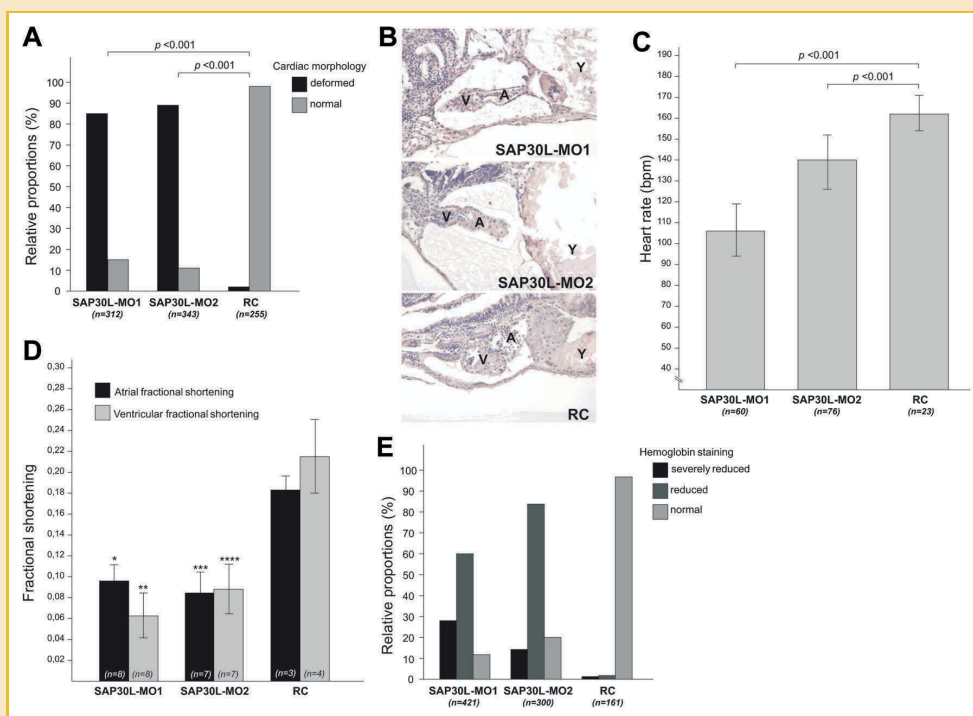 A
p <0.001
p <0.001
Cardiac morphology
deformed
normal
Relative proportions (%)
100
90
80
70
60
50
40
30
20
10
0
SAP30L-MO1
(n=312)
SAP30L-MO2
(n=343)
RC
(n=255)
B
Y
V
A
SAP30L-MO1
V
A
Y
SAP30L-MO2
A
V
Y
RC
C
p <0.001
p <0.001
Heart rate (bpm)
190
180
170
160
150
140
130
120
110
100
90
80
70
60
50
40
SAP30L-MO1
(n=60)
SAP30L-MO2
(n=76)
RC
(n=23)
D
Atrial fractional shortening
Ventricular fractional shortening
Fractional shortening
0,30
0,28
0,26
0,24
0,22
0,20
0,18
0,16
0,14
0,12
0,10
0,08
0,06
0,04
0,02
*
**
***
****
(n=8)
(n=8)
(n=7)
(n=7)
(n=3)
(n=4)
SAP30L-MO1
SAP30L-MO2
RC
E
Hemoglobin staining
severely reduced
reduced
normal
Relative proportions (%)
100
90
80
70
60
50
40
30
20
10
0
SAP30L-MO1
(n=421)
SAP30L-MO2
(n=300)
RC
(n=161)